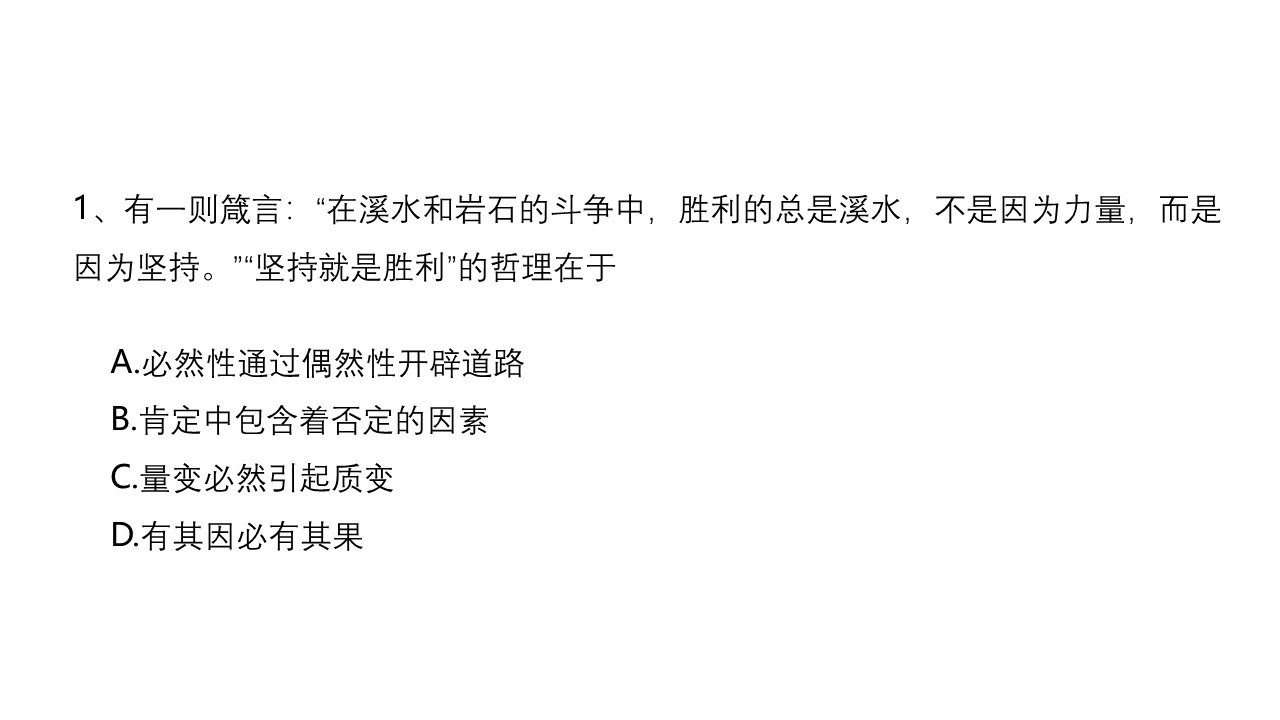 1、有一则箴言：“在溪水和岩石的斗争中，胜利的总是溪水，不是因为力量，而是
因为坚持。”“坚持就是胜利”的哲理在于
A.必然性通过偶然性开辟道路
B.肯定中包含着否定的因素
C.量变必然引起质变
D.有其因必有其果